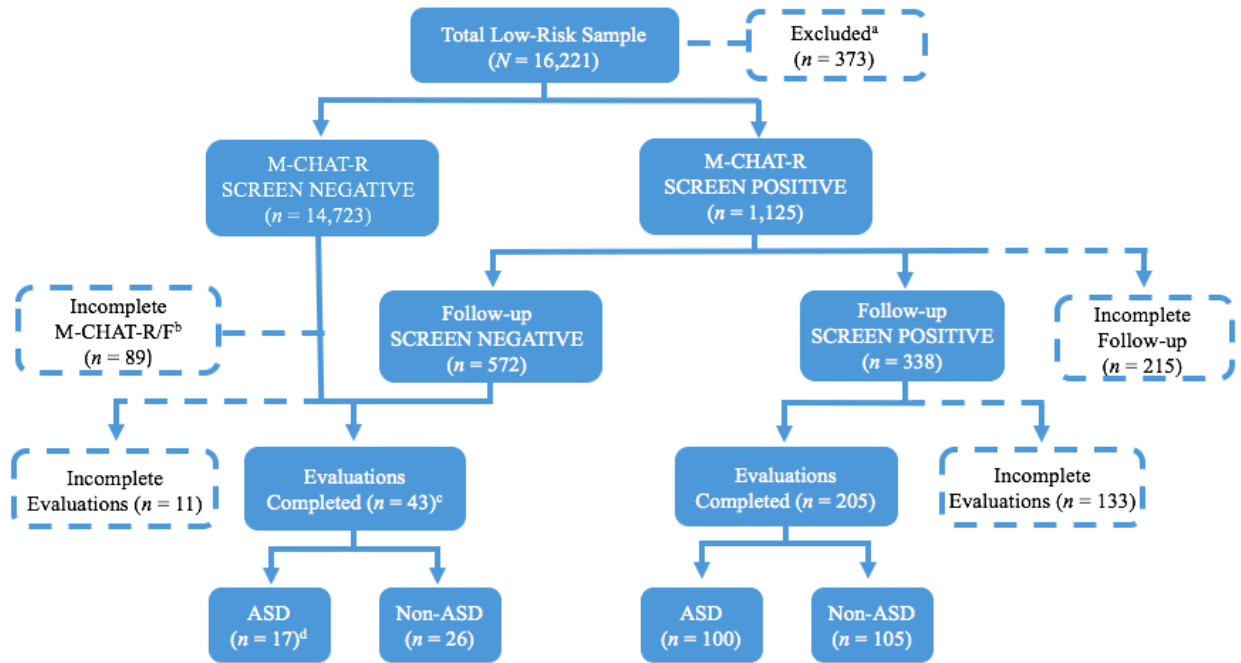 Total Low-Risk Sample
(N = 16,221)
Excludedᵃ
(n = 373)
M-CHAT-R
SCREEN NEGATIVE
(n = 14,723)
M-CHAT-R
SCREEN POSITIVE
(n = 1,125)
Incomplete
M-CHAT-R/Fᵇ
(n = 89)
Follow-up
SCREEN NEGATIVE
(n = 572)
Follow-up
SCREEN POSITIVE
(n = 338)
Incomplete
Follow-up
(n = 215)
Incomplete
Evaluations (n = 11)
Evaluations
Completed (n = 43)ᶜ
Evaluations
Completed (n = 205)
Incomplete
Evaluations (n = 133)
ASD
(n = 17)ᵈ
Non-ASD
(n = 26)
ASD
(n = 100)
Non-ASD
(n = 105)